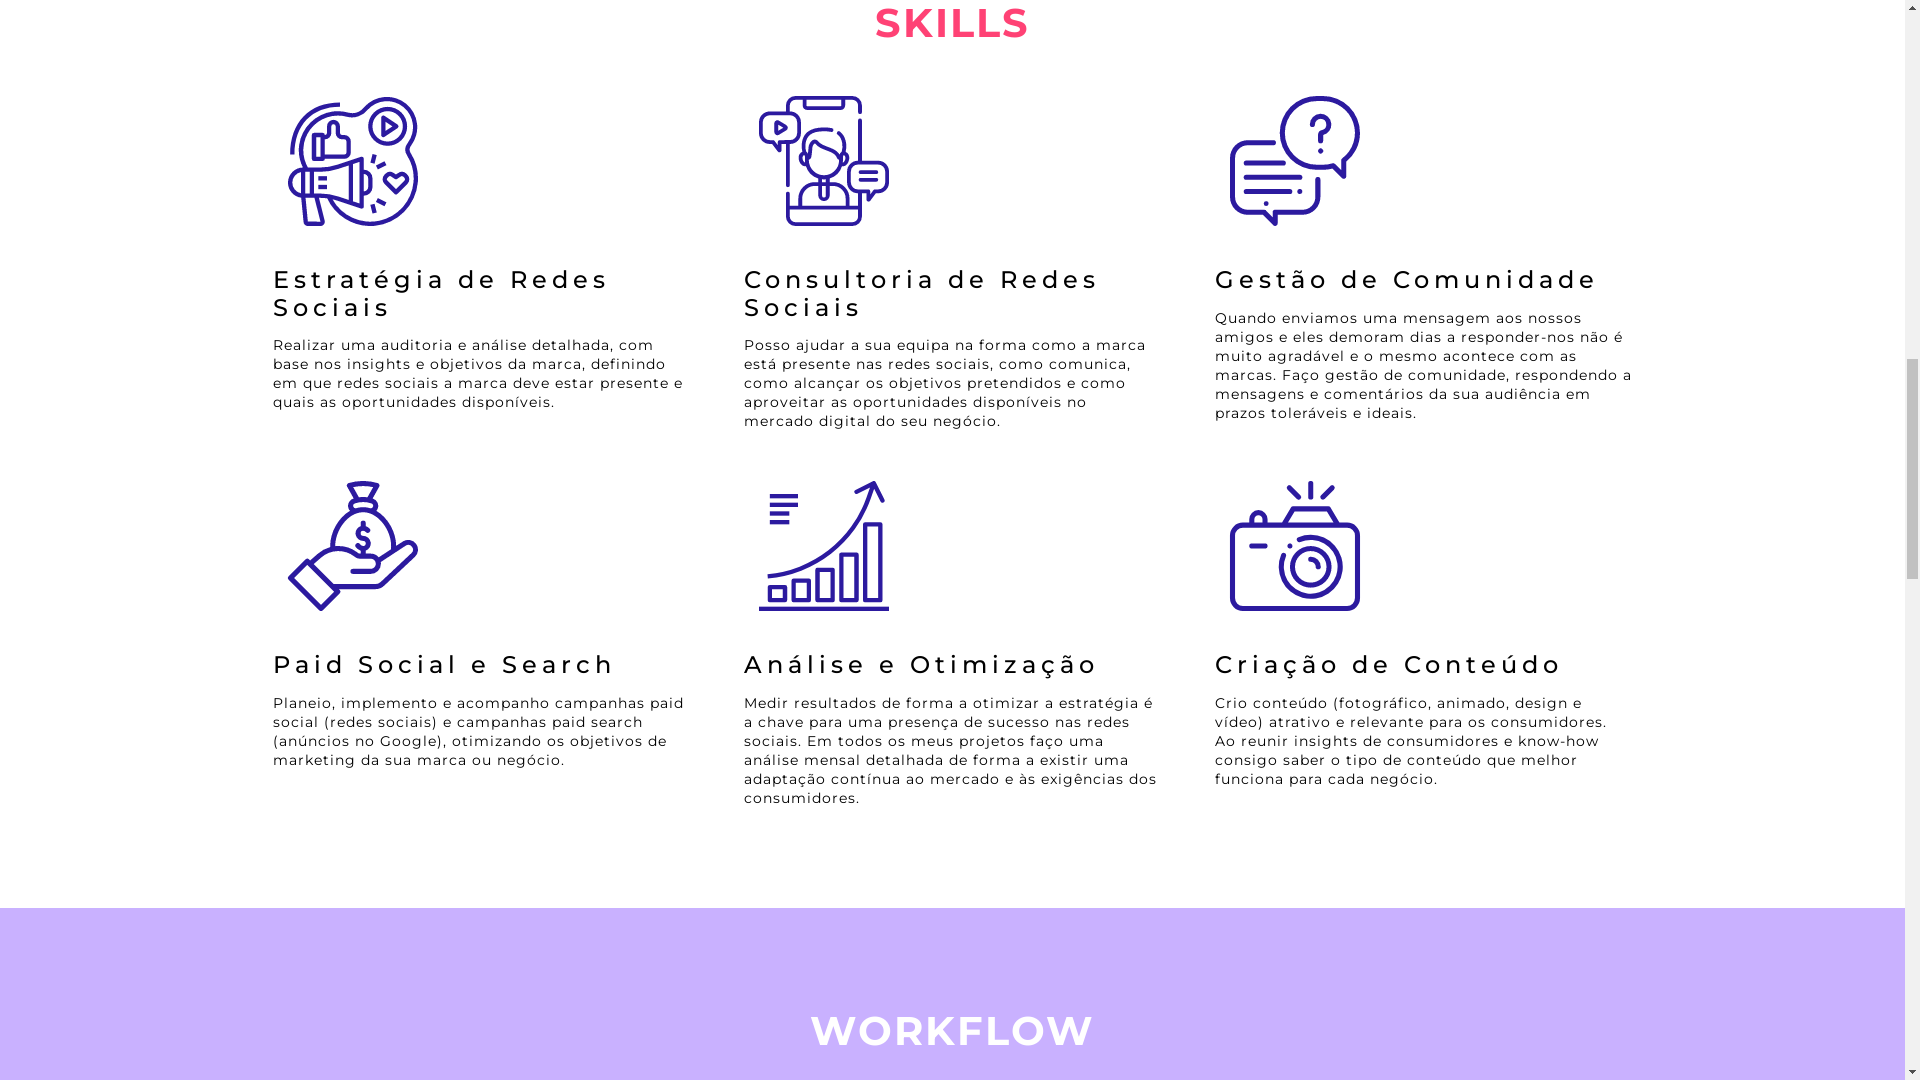 SKILLS
Estratégia de Redes
Sociais
Realizar uma auditoria e análise detalhada, com
base nos insights e objetivos da marca, definindo
em que redes sociais a marca deve estar presente e
quais as oportunidades disponíveis.
Consultoria de Redes
Sociais
Posso ajudar a sua equipa na forma como a marca
está presente nas redes sociais, como comunica,
como alcançar os objetivos pretendidos e como
aproveitar as oportunidades disponíveis no
mercado digital do seu negócio.
Gestão de Comunidade
Quando enviamos uma mensagem aos nossos
amigos e eles demoram dias a responder-nos não é
muito agradável e o mesmo acontece com as
marcas. Faço gestão de comunidade, respondendo a
mensagens e comentários da sua audiência em
prazos toleráveis e ideais.
Paid Social e Search
Planeio, implemento e acompanho campanhas paid
social (redes sociais) e campanhas paid search
(anúncios no Google), otimizando os objetivos de
marketing da sua marca ou negócio.
Análise e Otimização
Medir resultados de forma a otimizar a estratégia é
a chave para uma presença de sucesso nas redes
sociais. Em todos os meus projetos faço uma
análise mensal detalhada de forma a existir uma
adaptação contínua ao mercado e às exigências dos
consumidores.
Criação de Conteúdo
Crio conteúdo (fotográfico, animado, design e
vídeo) atrativo e relevante para os consumidores.
Ao reunir insights de consumidores e know-how
consigo saber o tipo de conteúdo que melhor
funciona para cada negócio.
WORKFLOW